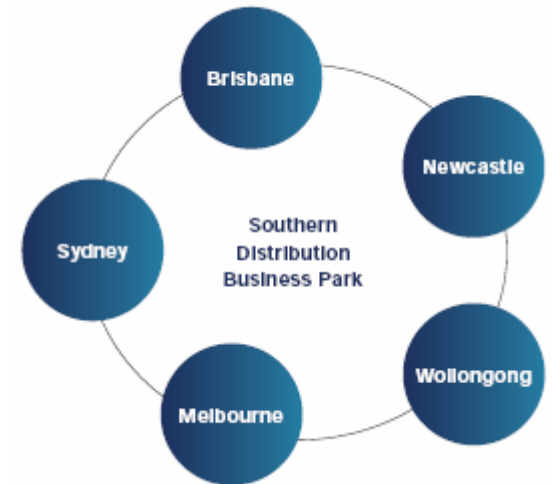 Brisbane
Newcastle
Southern
Distribution
Business Park
Sydney
Wollongong
Melbourne